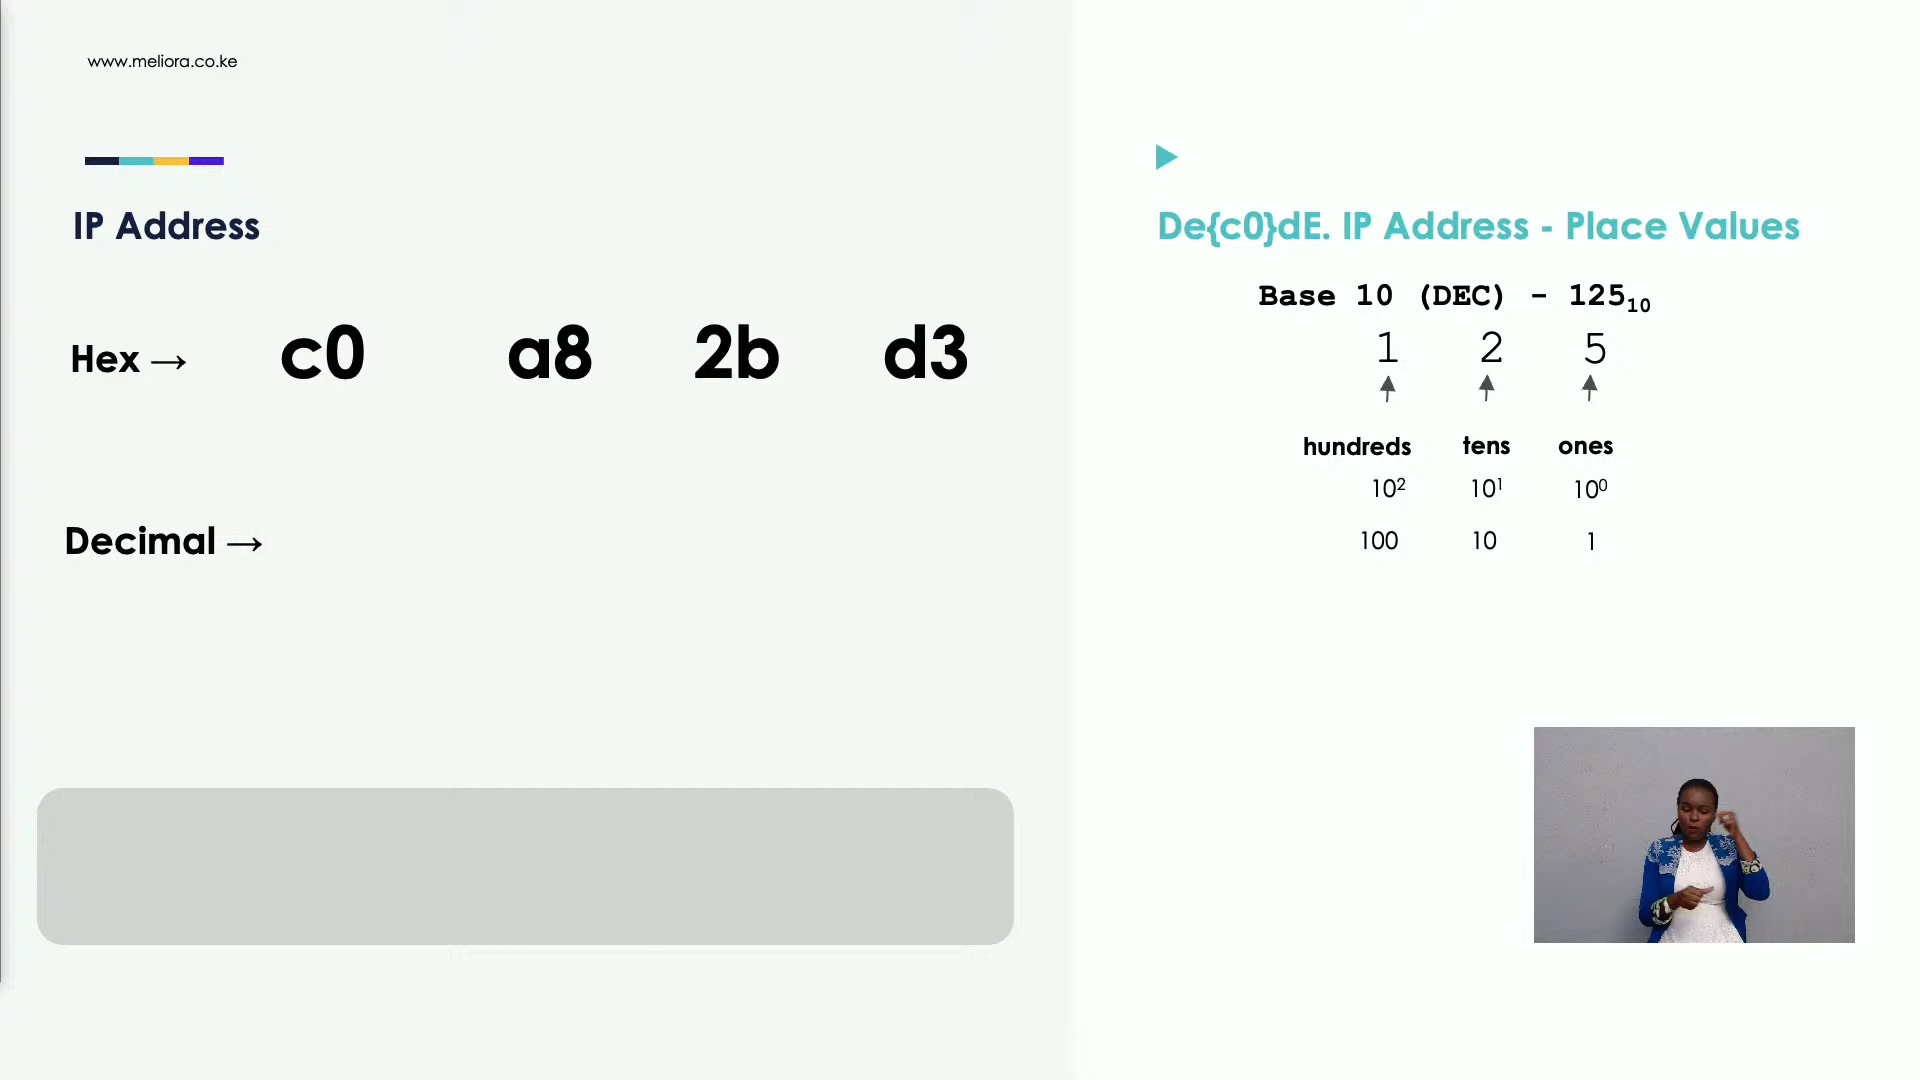 www.meliora.co.ke
IP Address
Hex → c0 a8 2b d3
Decimal →
De{c0}dE. IP Address - Place Values
Base 10 (DEC) - 125₁₀
1 2 5
hundreds tens ones
10² 10¹ 10⁰
100 10 1